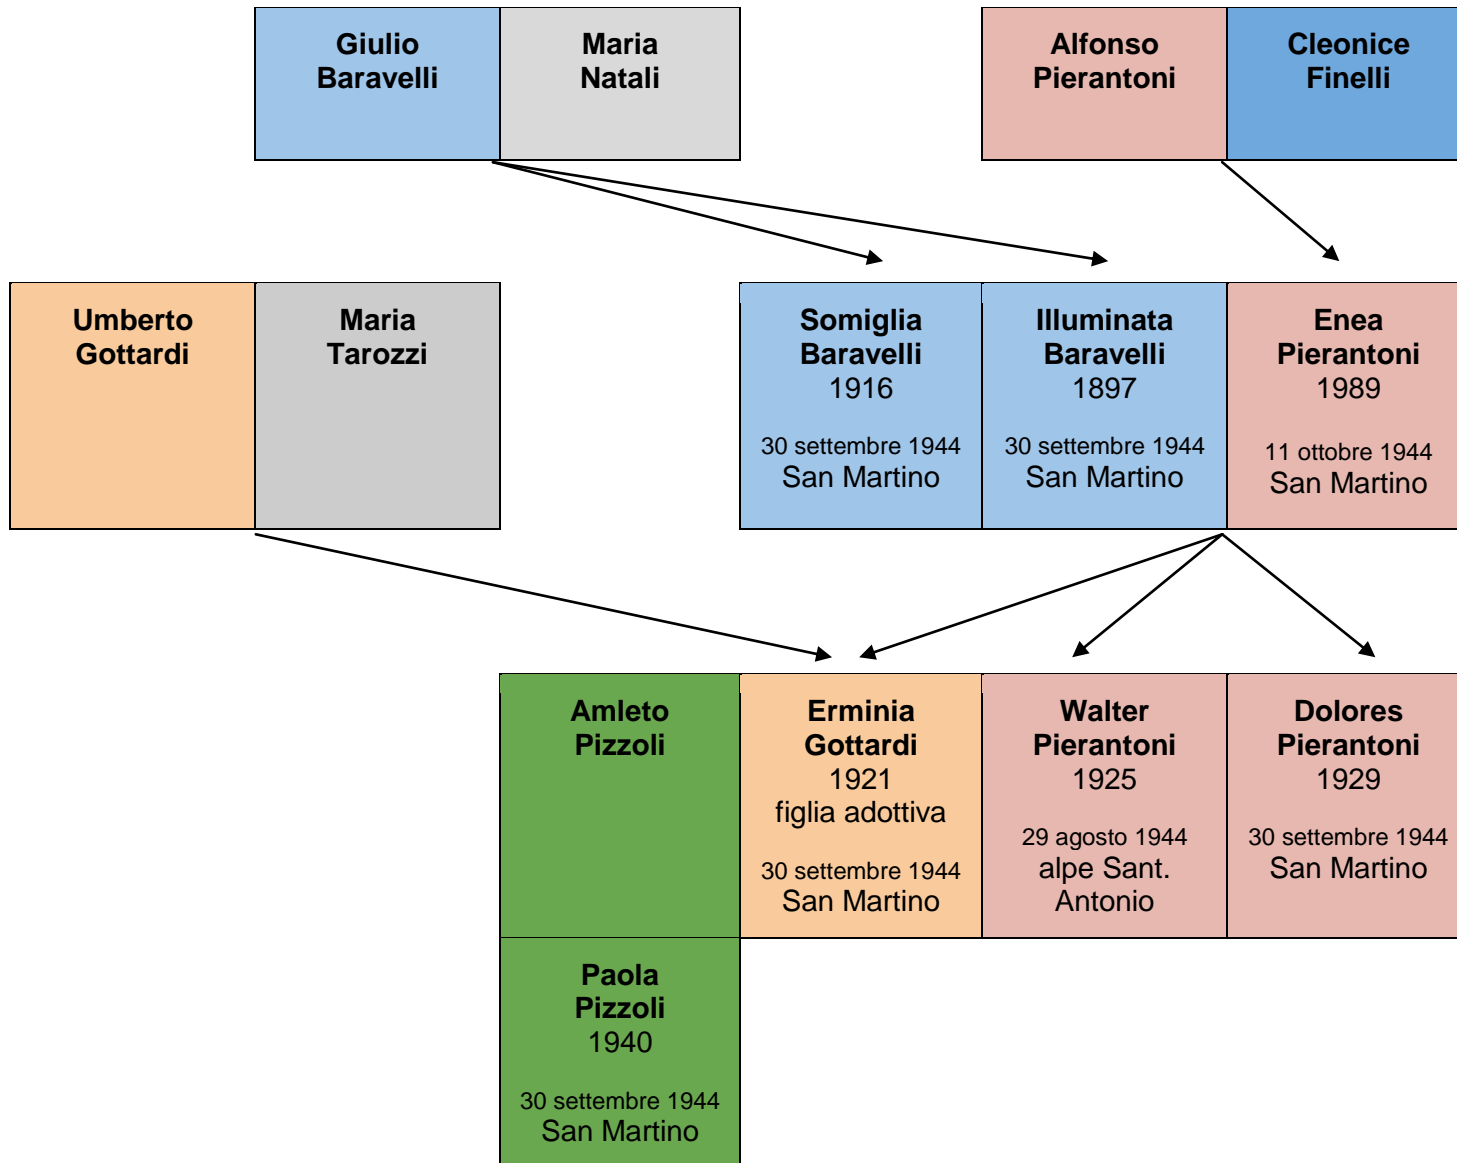 Giulio
Baravelli
Maria
Natali
Alfonso
Pierantoni
Cleonice
Finelli
Umberto
Gottardi
Maria
Tarozzi
Somiglia
Baravelli
1916
30 settembre 1944
San Martino
Illuminata
Baravelli
1897
30 settembre 1944
San Martino
Enea
Pierantoni
1989
11 ottobre 1944
San Martino
Amleto
Pizzoli
Erminia
Gottardi
1921
figlia adottiva
30 settembre 1944
San Martino
Walter
Pierantoni
1925
29 agosto 1944
alpe Sant.
Antonio
Dolores
Pierantoni
1929
30 settembre 1944
San Martino
Paola
Pizzoli
1940
30 settembre 1944
San Martino